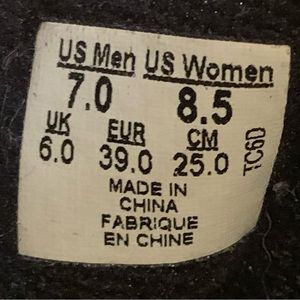 US Men US Women
7.0 8.5
UK EUR CM
6.0 39.0 25.0
TC6D
MADE IN
CHINA
FABRIQUE
EN CHINE